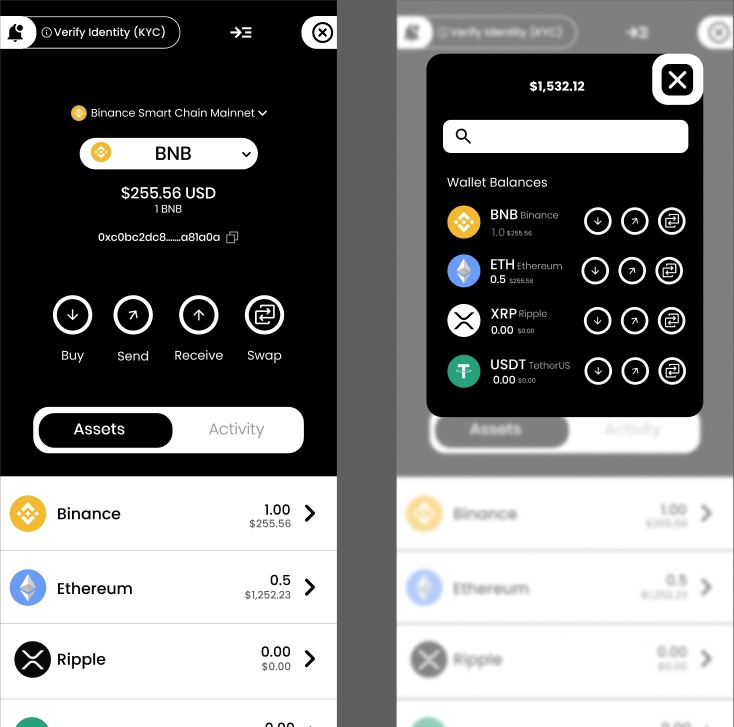 Verify Identity (KYC)
Binance Smart Chain Mainnet
BNB
$255.56 USD
1 BNB
0xc0bc2dc8......a81a0a
Buy
Send
Receive
Swap
Assets
Activity
Binance
1.00
$255.56
Ethereum
0.5
$1,252.23
Ripple
0.00
$0.00
0.00
Verify Identity (KYC)
$1,532.12
Wallet Balances
BNB Binance
1.0 $255.56
ETH Ethereum
0.5 $255.56
XRP Ripple
0.00 $0.00
USDT TetherUS
0.00 $0.00
Assets
Activity
Binance
1.00
$255.56
Ethereum
0.5
$1,252.23
Ripple
0.00
$0.00
0.00